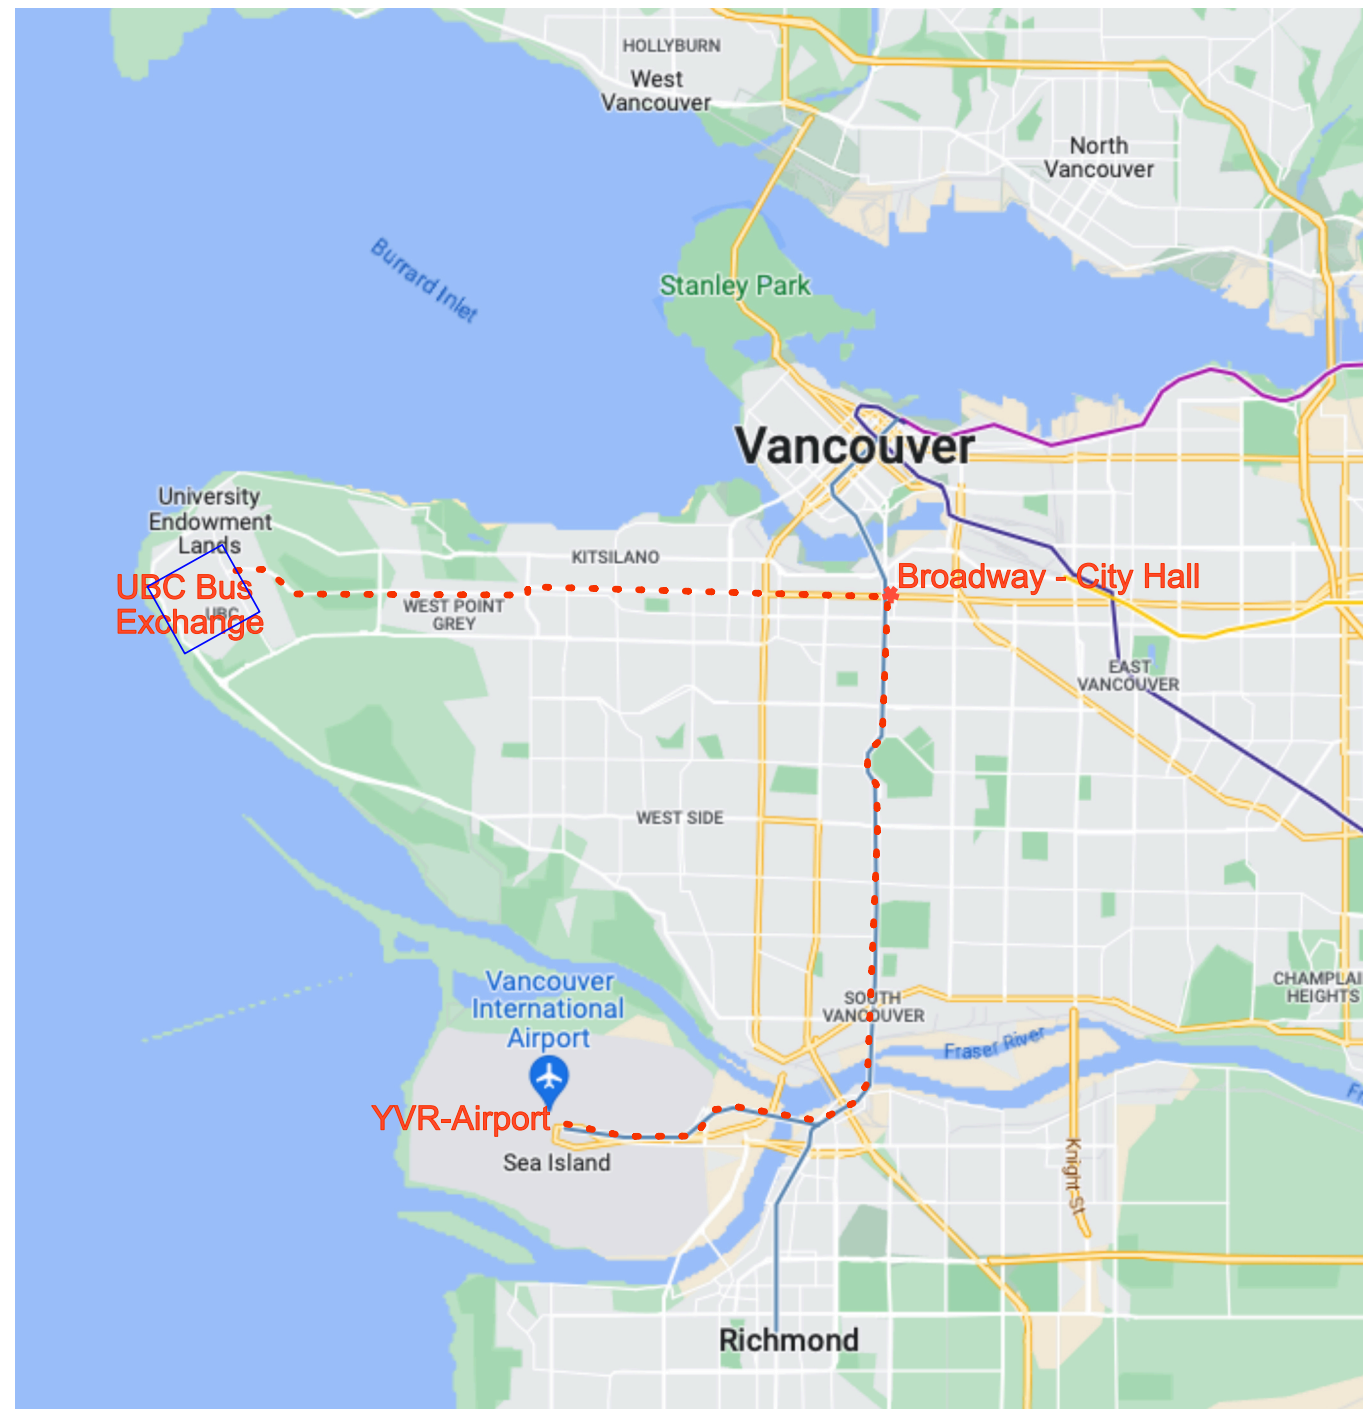 HOLLYBURN
West
Vancouver
North
Vancouver
Burrard Inlet
Stanley Park
Vancouver
University
Endowment
Lands
KITSILANO
Broadway - City Hall
UBC Bus
Exchange
UBC
WEST POINT
GREY
EAST
VANCOUVER
WEST SIDE
Vancouver
International
Airport
SOUTH
VANCOUVER
CHAMPLAI
HEIGHTS
Fraser River
Fr
YVR-Airport
Sea Island
Knight St
Richmond